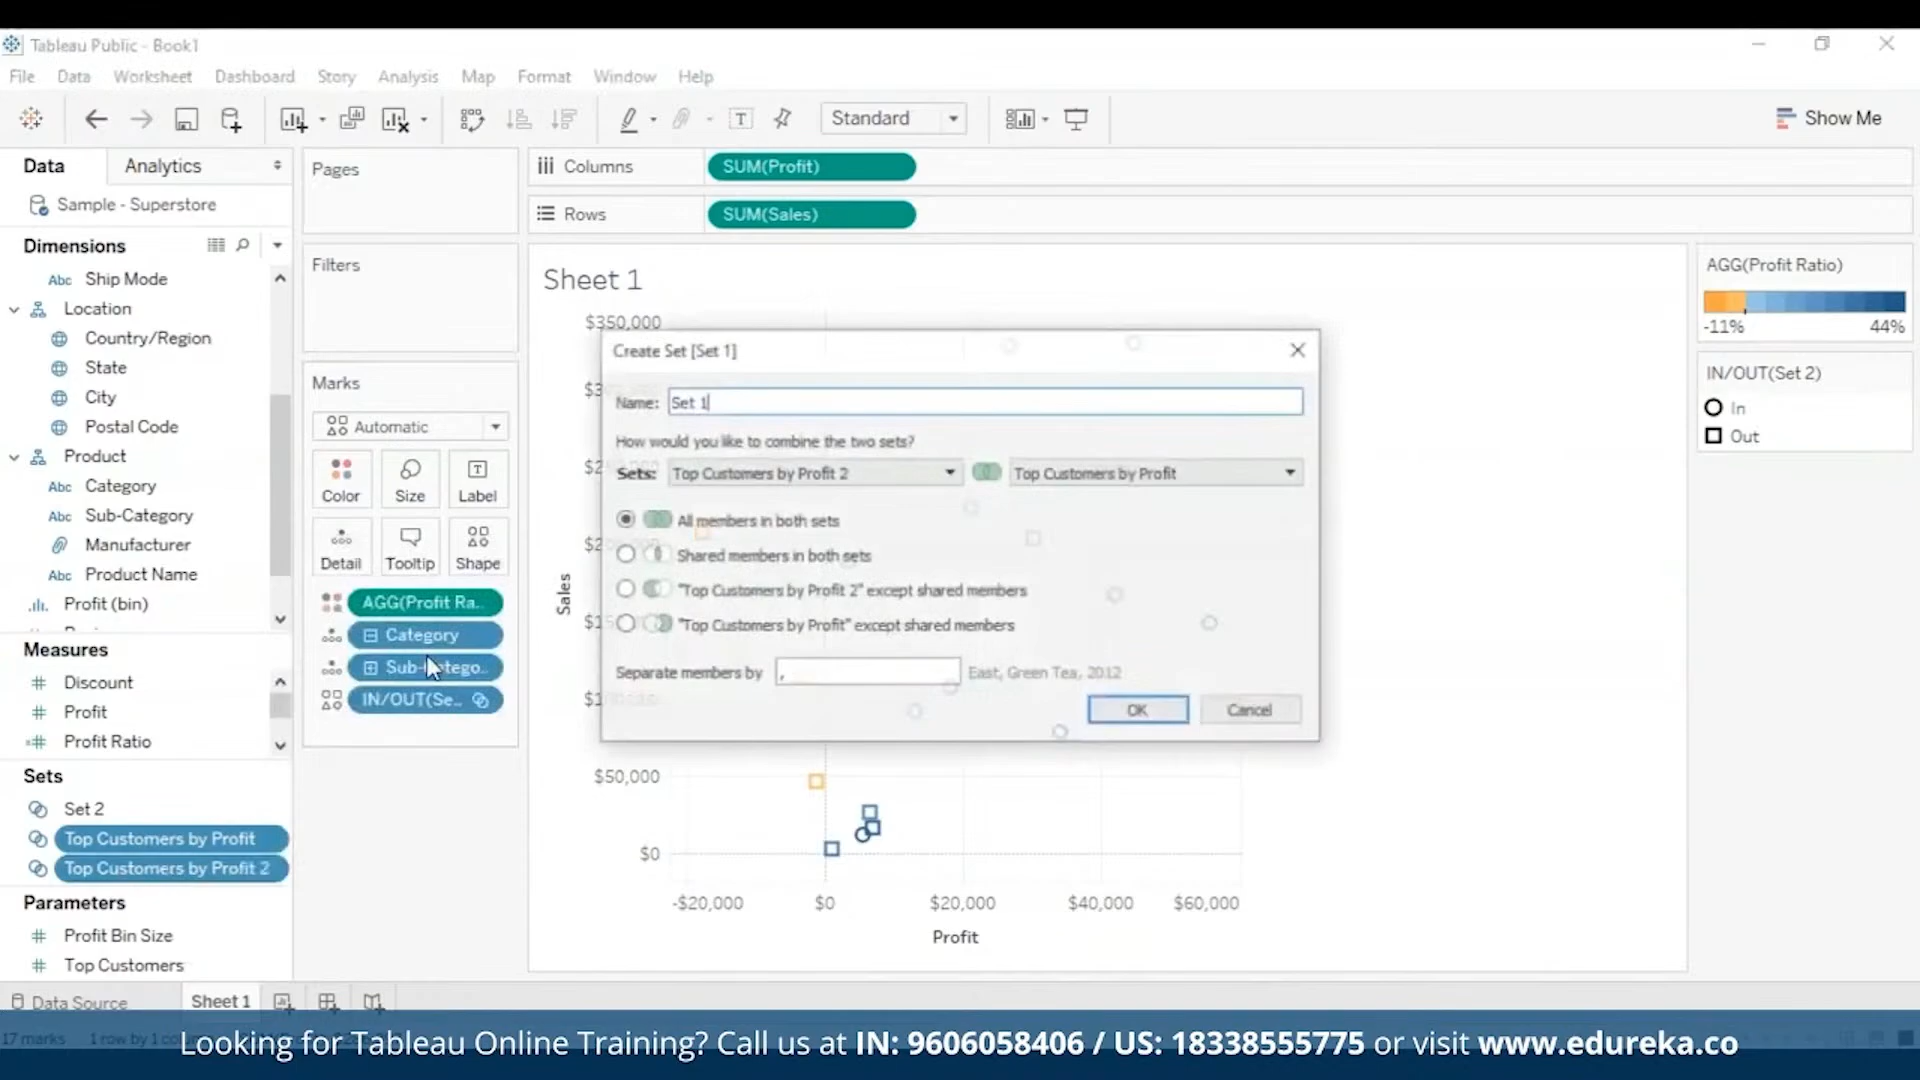 Tableau Public - Book1
File Data Worksheet Dashboard Story Analysis Map Format Window Help
Standard
Show Me
Data Analytics
Sample - Superstore
Dimensions
Abc Ship Mode
Location
Country/Region
State
City
Postal Code
Product
Abc Category
Abc Sub-Category
Manufacturer
Abc Product Name
Profit (bin)
Measures
Discount
Profit
Profit Ratio
Sets
Set 2
Top Customers by Profit
Top Customers by Profit 2
Parameters
Profit Bin Size
Top Customers
Pages
Filters
Marks
Automatic
Color Size Label
Detail Tooltip Shape
AGG(Profit Ra..
Category
IN/OUT(Se..
Columns SUM(Profit)
Rows SUM(Sales)
Sheet 1
$350,000
$50,000
$0
Sales
-$20,000 $0 $20,000 $40,000 $60,000
Profit
Create Set [Set 1]
Name: Set 1
How would you like to combine the two sets?
Sets: Top Customers by Profit 2 Top Customers by Profit
All members in both sets
Shared members in both sets
"Top Customers by Profit 2" except shared members
"Top Customers by Profit" except shared members
Separate members by , East, Green Tea, 2012
OK Cancel
AGG(Profit Ratio)
-11% 44%
IN/OUT(Set 2)
In
Out
Data Source Sheet 1
17 marks
Looking for Tableau Online Training? Call us at IN: 9606058406 / US: 18338555775 or visit www.edureka.co